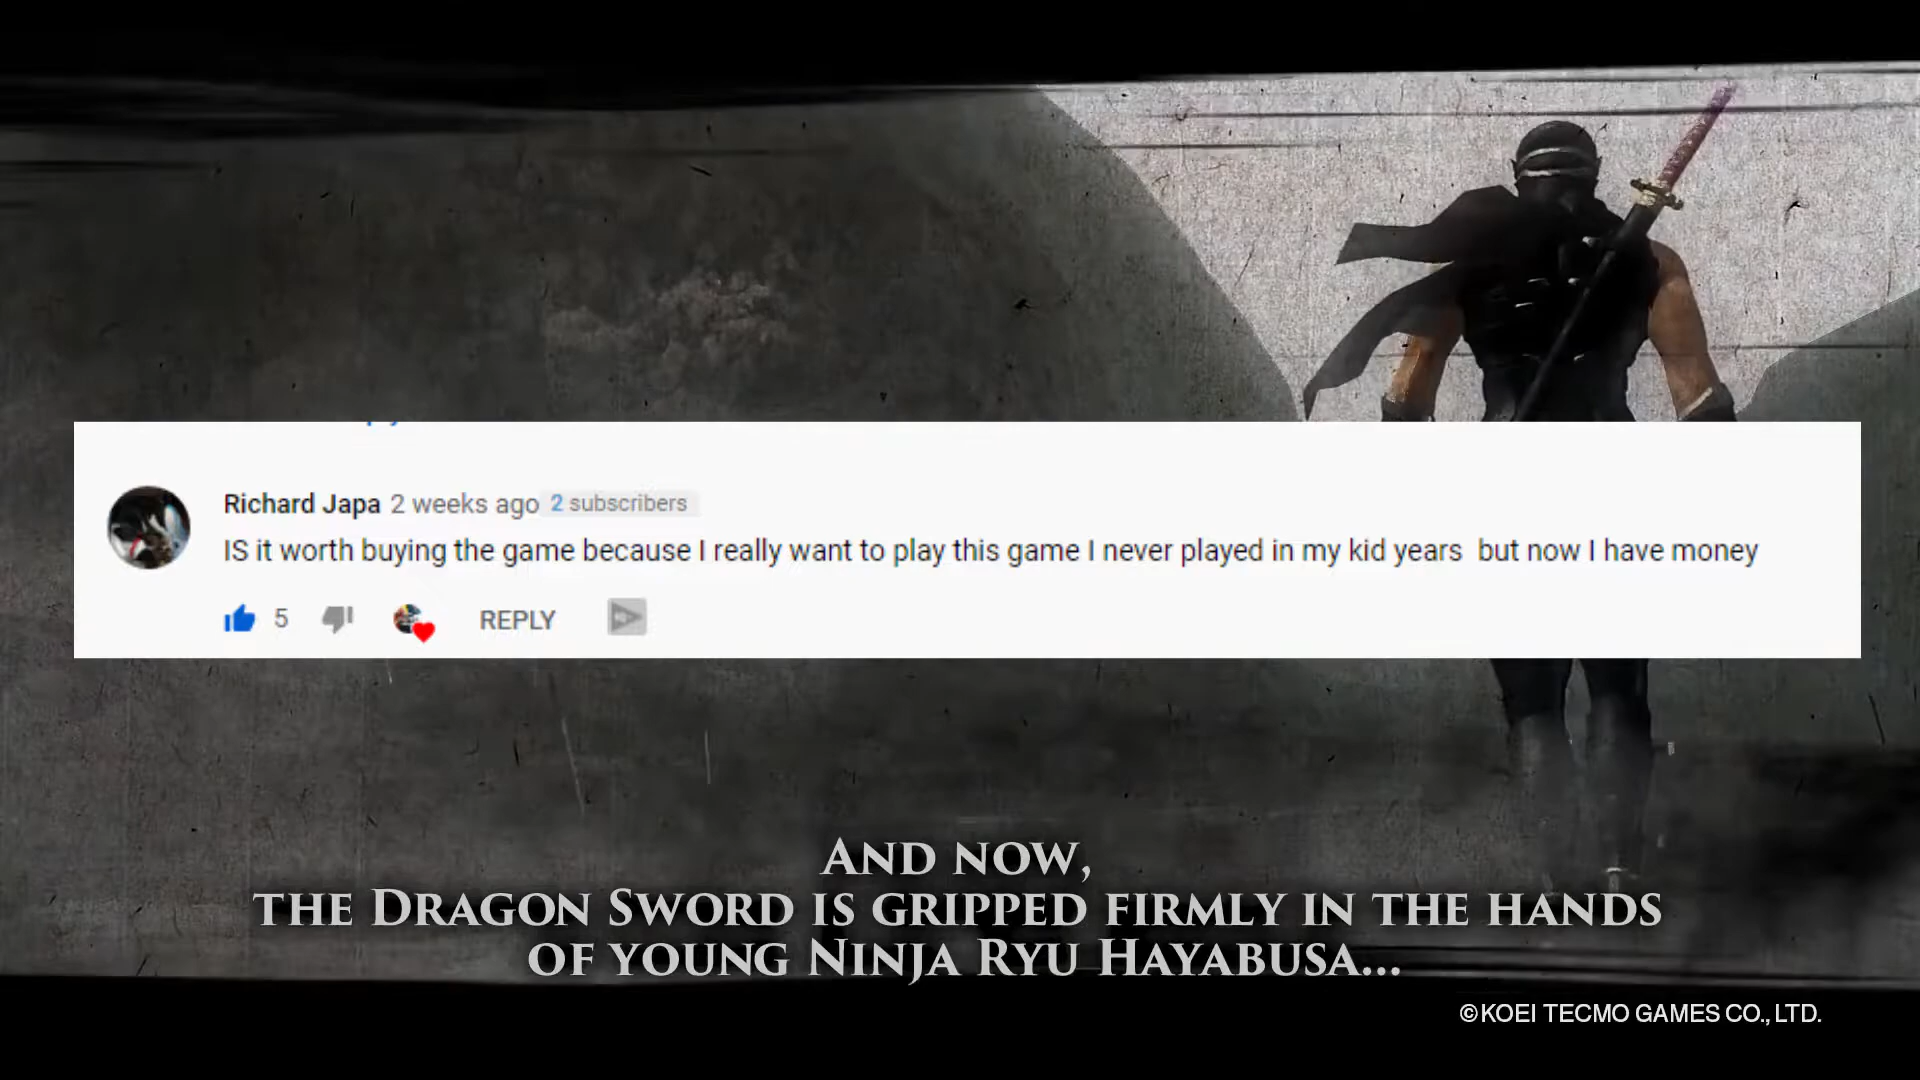 Richard Japa 2 weeks ago 2 subscribers
IS it worth buying the game because I really want to play this game I never played in my kid years but now I have money
5 REPLY
AND NOW,
THE DRAGON SWORD IS GRIPPED FIRMLY IN THE HANDS
OF YOUNG NINJA RYU HAYABUSA...
©KOEI TECMO GAMES CO., LTD.